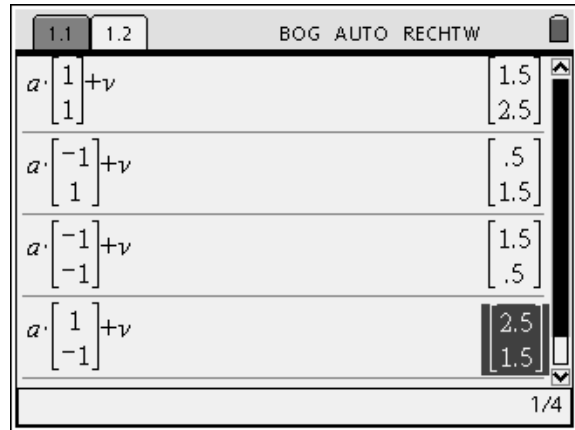 1.1 1.2 BOG AUTO RECHTW
a·[1 1]+v [1.5 2.5]
a·[-1 1]+v [.5 1.5]
a·[-1 -1]+v [1.5 .5]
a·[1 -1]+v [2.5 1.5]
1/4